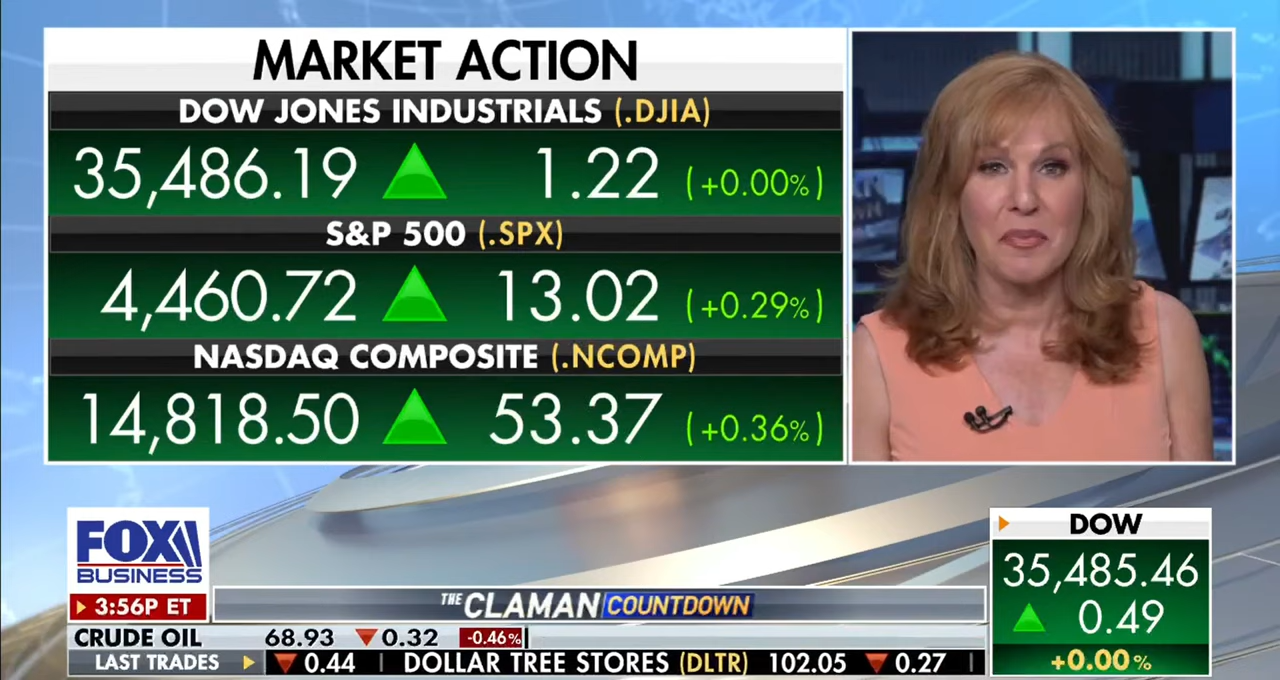 MARKET ACTION
DOW JONES INDUSTRIALS (.DJIA)
35,486.19 ▲ 1.22 (+0.00%)
S&P 500 (.SPX)
4,460.72 ▲ 13.02 (+0.29%)
NASDAQ COMPOSITE (.NCOMP)
14,818.50 ▲ 53.37 (+0.36%)
FOX
BUSINESS
3:56P ET
THE CLAMAN COUNTDOWN
DOW
35,485.46
▲ 0.49
+0.00%
CRUDE OIL 68.93 ▼ 0.32 -0.46%
LAST TRADES ▼ 0.44 | DOLLAR TREE STORES (DLTR) 102.05 ▼ 0.27 |